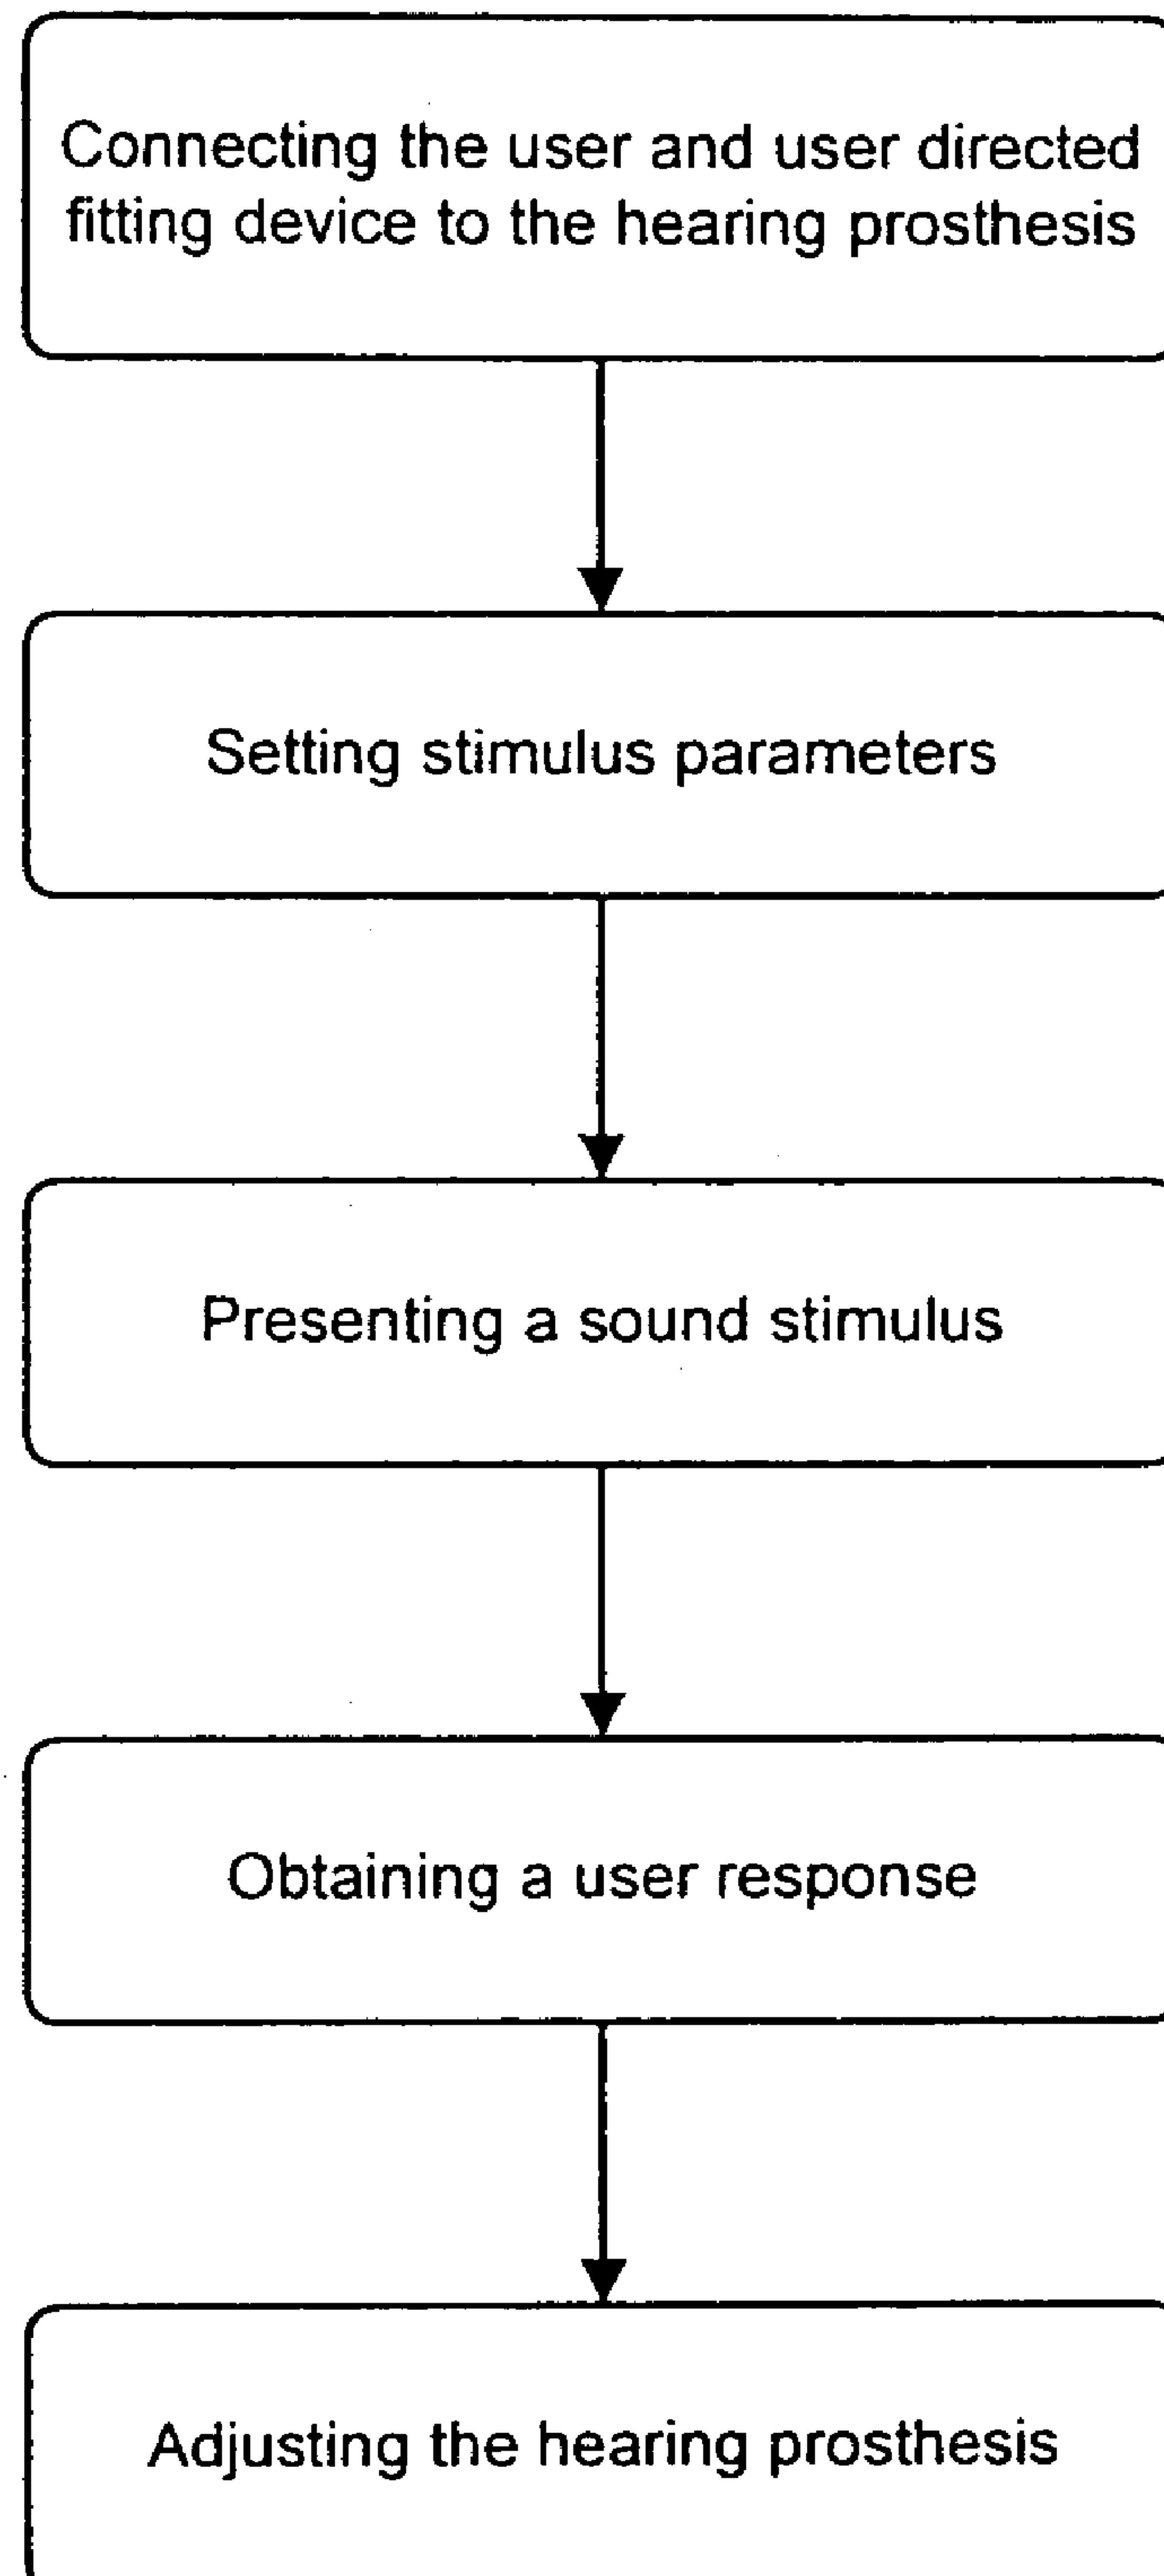 Connecting the user and user directed
fitting device to the hearing prosthesis
Setting stimulus parameters
Presenting a sound stimulus
Obtaining a user response
Adjusting the hearing prosthesis